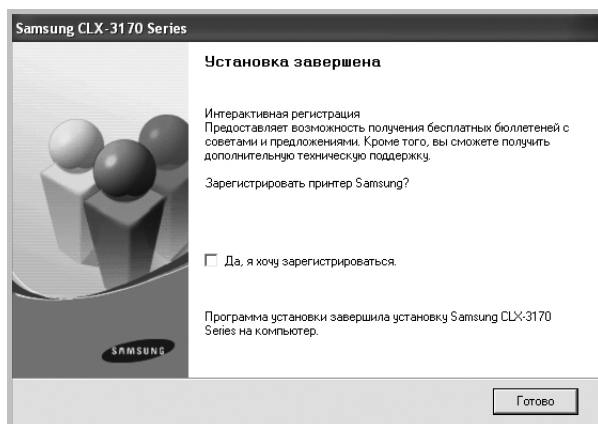 Samsung CLX-3170 Series
Установка завершена
Интерактивная регистрация
Предоставляет возможность получения бесплатных бюллетеней с
советами и предложениями. Кроме того, вы сможете получить
дополнительную техническую поддержку.
Зарегистрировать принтер Samsung?
Да, я хочу зарегистрироваться.
Программа установки завершила установку Samsung CLX-3170
Series на компьютер.
SAMSUNG
Готово